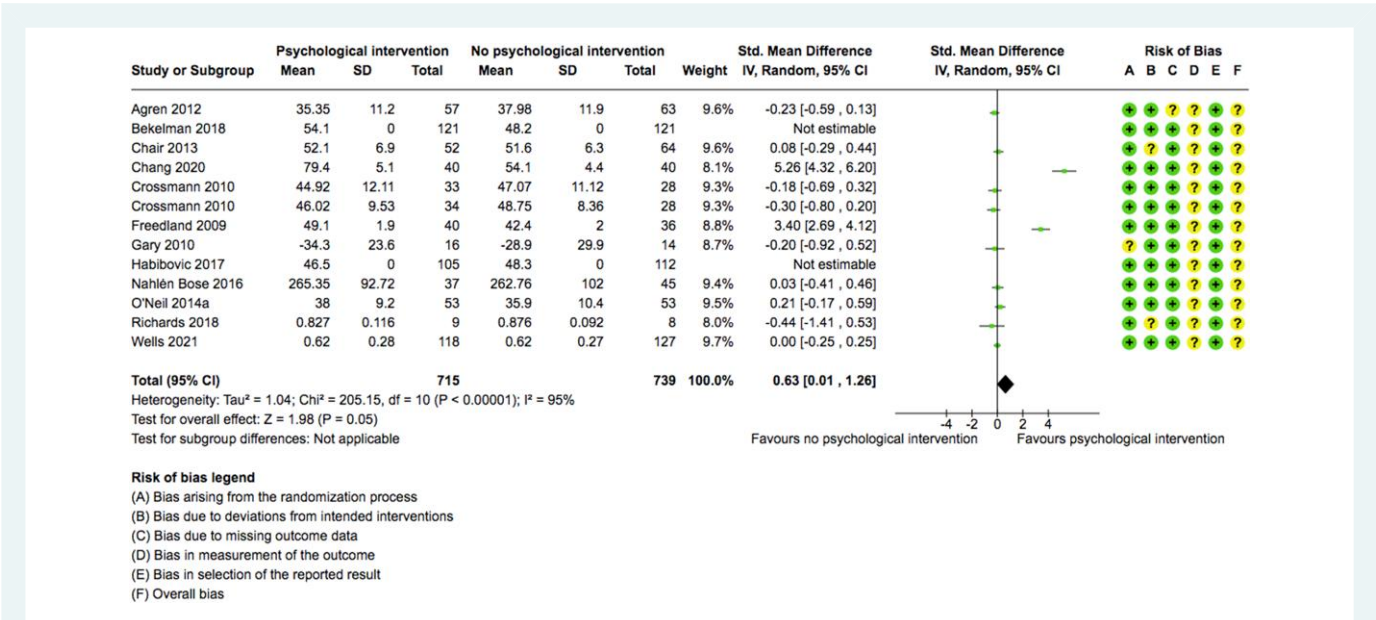 Psychological intervention No psychological intervention Std. Mean Difference Std. Mean Difference Risk of Bias
Study or Subgroup Mean SD Total Mean SD Total Weight IV, Random, 95% CI IV, Random, 95% CI A B C D E F
Agren 2012 35.35 11.2 57 37.98 11.9 63 9.6% -0.23 [-0.59 , 0.13] + + ? ? + ?
Bekelman 2018 54.1 0 121 48.2 0 121 Not estimable + + + ? + ?
Chair 2013 52.1 6.9 52 51.6 6.3 64 9.6% 0.08 [-0.29 , 0.44] + ? + ? + ?
Chang 2020 79.4 5.1 40 54.1 4.4 40 8.1% 5.26 [4.32 , 6.20] + + + ? + ?
Crossmann 2010 44.92 12.11 33 47.07 11.12 28 9.3% -0.18 [-0.69 , 0.32] + + + ? + ?
Crossmann 2010 46.02 9.53 34 48.75 8.36 28 9.3% -0.30 [-0.80 , 0.20] + + + ? + ?
Freedland 2009 49.1 1.9 40 42.4 2 36 8.8% 3.40 [2.69 , 4.12] + + + ? + ?
Gary 2010 -34.3 23.6 16 -28.9 29.9 14 8.7% -0.20 [-0.92 , 0.52] ? + + ? + ?
Habibovic 2017 46.5 0 105 48.3 0 112 Not estimable + + + ? + ?
Nahlén Bose 2016 265.35 92.72 37 262.76 102 45 9.4% 0.03 [-0.41 , 0.46] + + + ? + ?
O'Neil 2014a 38 9.2 53 35.9 10.4 53 9.5% 0.21 [-0.17 , 0.59] + + + ? + ?
Richards 2018 0.827 0.116 9 0.876 0.092 8 8.0% -0.44 [-1.41 , 0.53] + ? + ? + ?
Wells 2021 0.62 0.28 118 0.62 0.27 127 9.7% 0.00 [-0.25 , 0.25] + + + ? + ?
Total (95% CI) 715 739 100.0% 0.63 [0.01 , 1.26]
Heterogeneity: Tau² = 1.04; Chi² = 205.15, df = 10 (P < 0.00001); I² = 95%
Test for overall effect: Z = 1.98 (P = 0.05) -4 -2 0 2 4
Test for subgroup differences: Not applicable Favours no psychological intervention Favours psychological intervention
Risk of bias legend
(A) Bias arising from the randomization process
(B) Bias due to deviations from intended interventions
(C) Bias due to missing outcome data
(D) Bias in measurement of the outcome
(E) Bias in selection of the reported result
(F) Overall bias